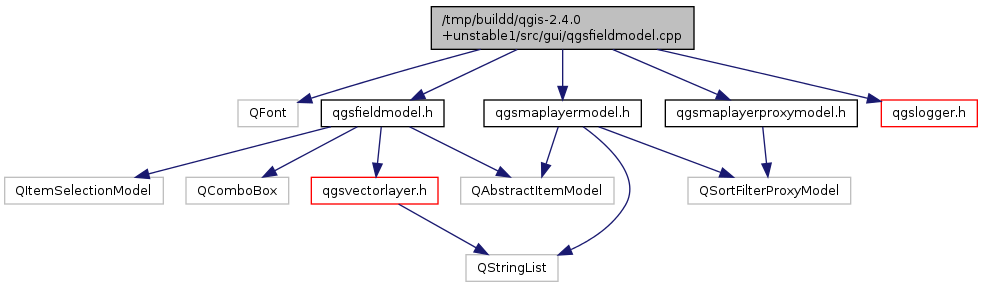 /tmp/buildd/qgis-2.4.0
+unstable1/src/gui/qgsfieldmodel.cpp
QFont
qgsfieldmodel.h
qgsmaplayermodel.h
qgsmaplayerproxymodel.h
qgslogger.h
QItemSelectionModel
QComboBox
qgsvectorlayer.h
QAbstractItemModel
QSortFilterProxyModel
QStringList